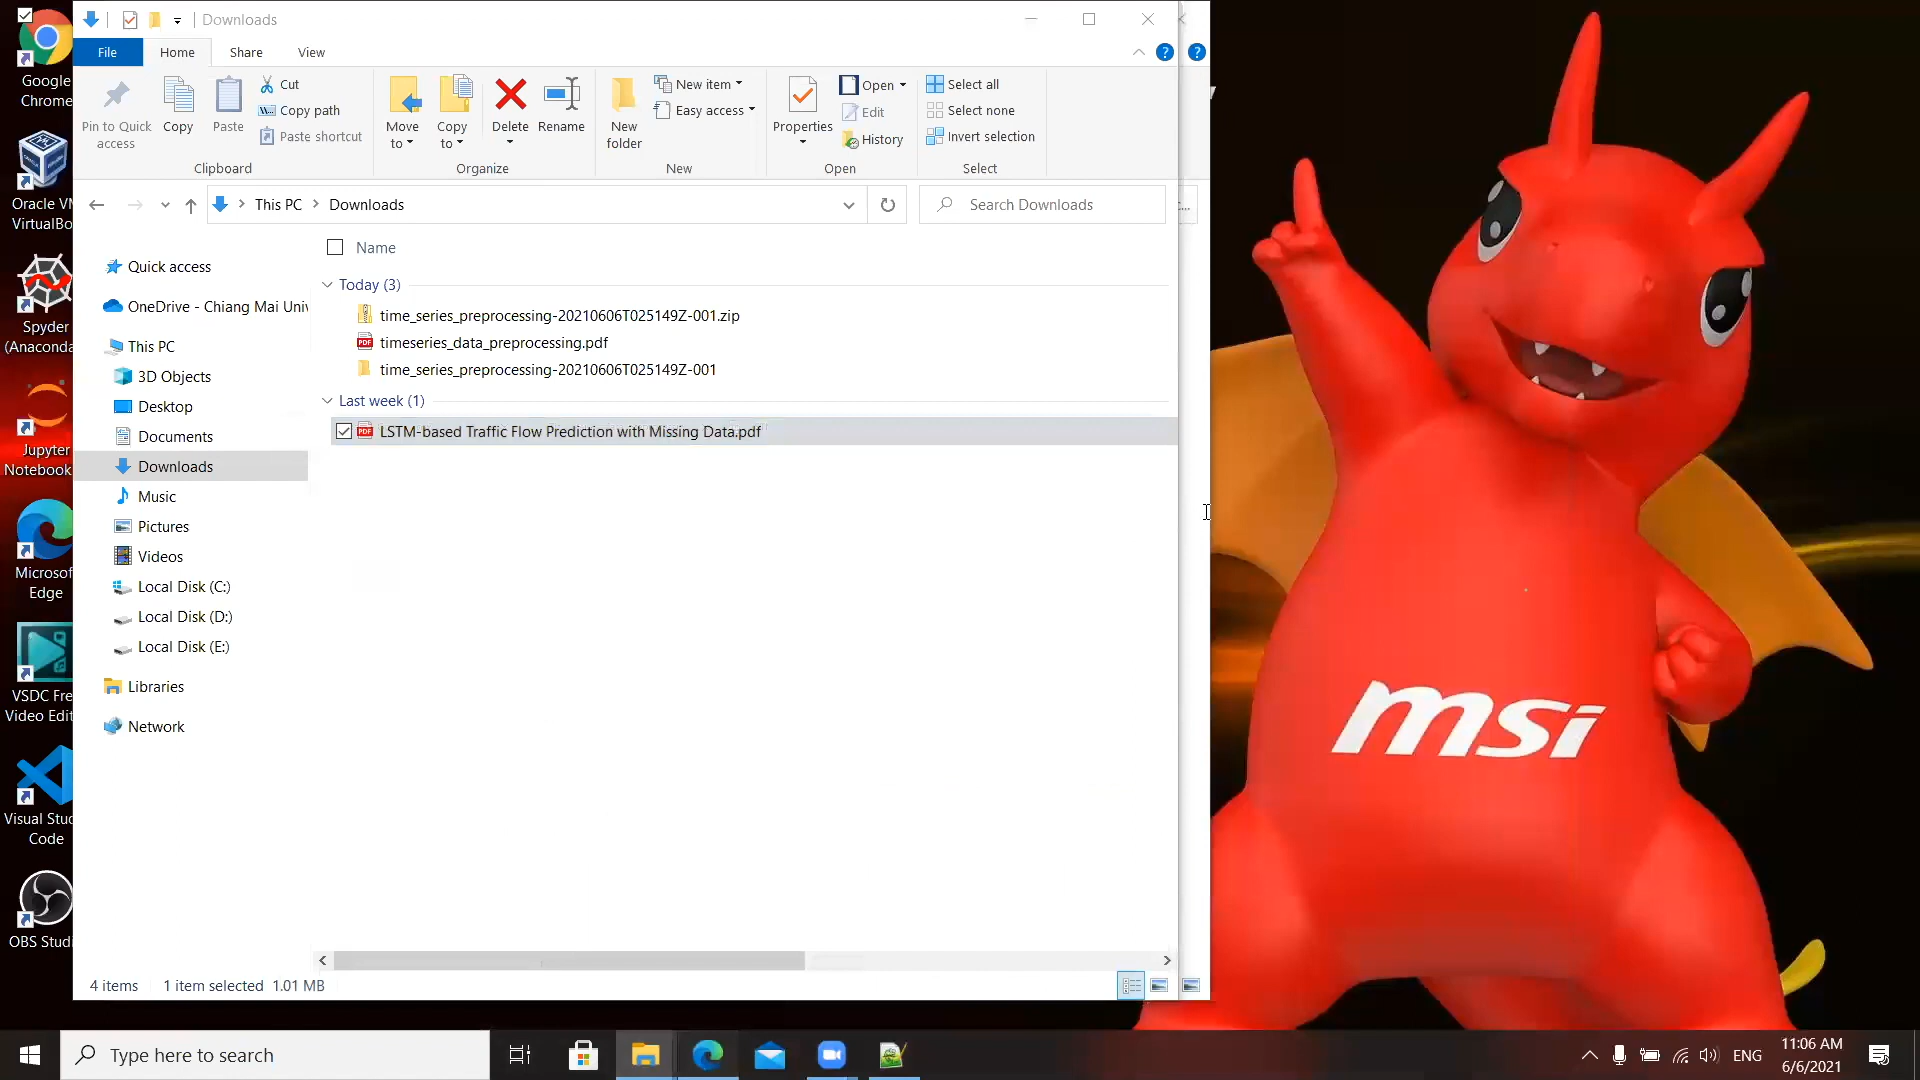 Downloads
File
Home
Share
View
Pin to Quick
access
Copy
Paste
Cut
Copy path
Paste shortcut
Clipboard
Move
to
Copy
to
Delete
Rename
Organize
New
folder
New item
Easy access
New
Properties
Open
Edit
History
Open
Select all
Select none
Invert selection
Select
This PC
Downloads
Search Downloads
Quick access
OneDrive - Chiang Mai Univ
This PC
3D Objects
Desktop
Documents
Downloads
Music
Pictures
Videos
Local Disk (C:)
Local Disk (D:)
Local Disk (E:)
Libraries
Network
Name
Today (3)
time_series_preprocessing-20210606T025149Z-001.zip
timeseries_data_preprocessing.pdf
time_series_preprocessing-20210606T025149Z-001
Last week (1)
LSTM-based Traffic Flow Prediction with Missing Data.pdf
4 items
1 item selected 1.01 MB
Google
Chrome
Oracle VM
VirtualBo
Spyder
(Anaconda
Jupyter
Notebook
Microsof
Edge
VSDC Fre
Video Edit
Visual Stud
Code
OBS Studi
msi
Type here to search
ENG
11:06 AM
6/6/2021